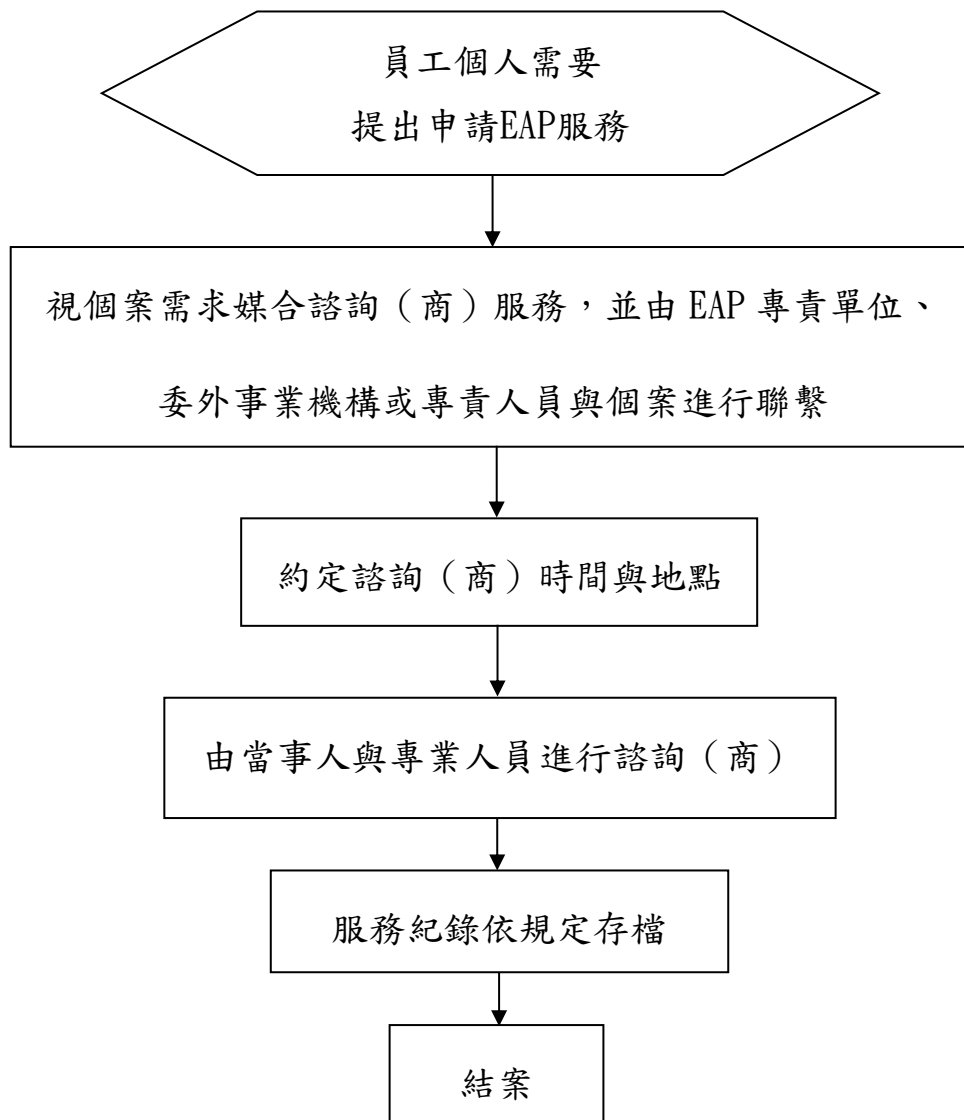 員工個人需要
提出申請EAP服務
視個案需求媒合諮詢（商）服務，並由 EAP 專責單位、
委外事業機構或專責人員與個案進行聯繫
約定諮詢（商）時間與地點
由當事人與專業人員進行諮詢（商）
服務紀錄依規定存檔
結案